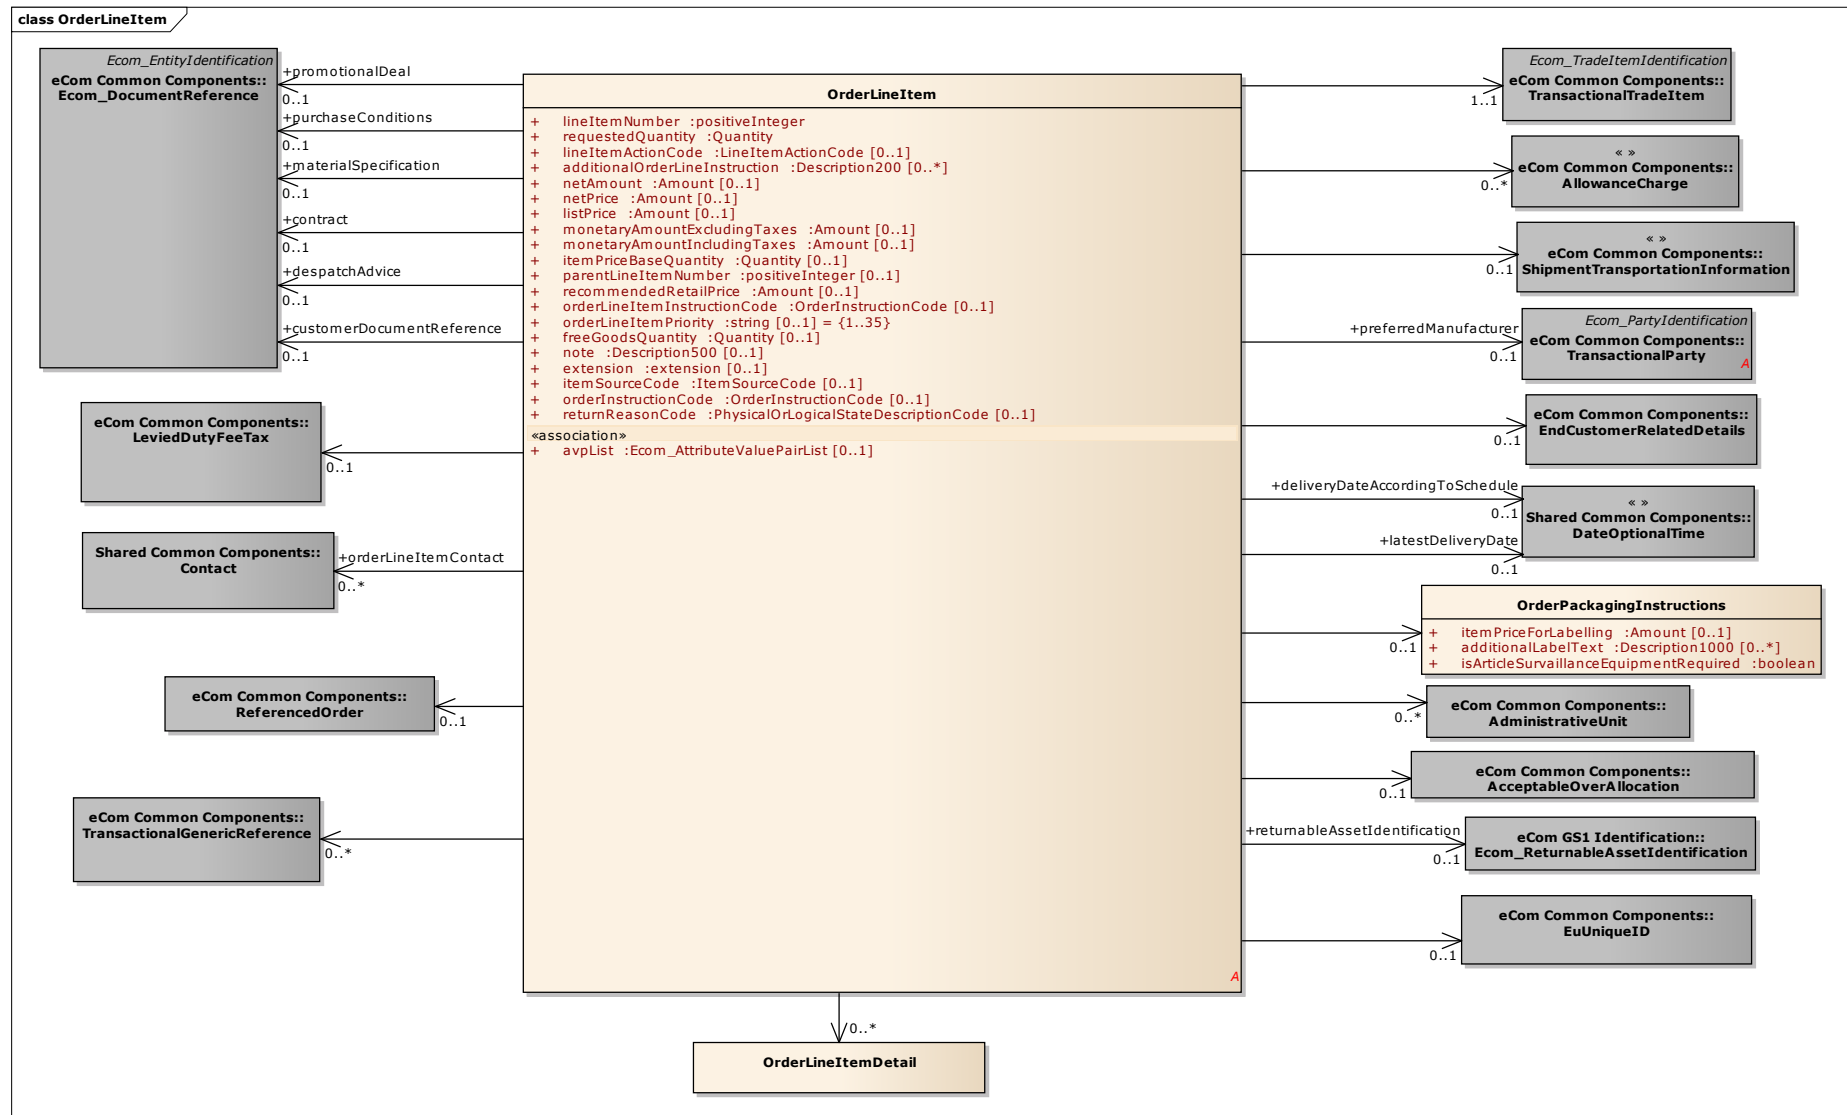 class OrderLineItem
Ecom_EntityIdentification
eCom Common Components::
Ecom_DocumentReference
+promotionalDeal
0..1
+purchaseConditions
0..1
+materialSpecification
0..1
+contract
0..1
+despatchAdvice
0..1
+customerDocumentReference
0..1
eCom Common Components::
LeviedDutyFeeTax
0..1
Shared Common Components::
Contact
+orderLineItemContact
0..*
eCom Common Components::
ReferencedOrder
0..1
eCom Common Components::
TransactionalGenericReference
0..*
OrderLineItem
+ lineItemNumber :positiveInteger
+ requestedQuantity :Quantity
+ lineItemActionCode :LineItemActionCode [0..1]
+ additionalOrderLineInstruction :Description200 [0..*]
+ netAmount :Amount [0..1]
+ netPrice :Amount [0..1]
+ listPrice :Amount [0..1]
+ monetaryAmountExcludingTaxes :Amount [0..1]
+ monetaryAmountIncludingTaxes :Amount [0..1]
+ itemPriceBaseQuantity :Quantity [0..1]
+ parentLineItemNumber :positiveInteger [0..1]
+ recommendedRetailPrice :Amount [0..1]
+ orderLineItemInstructionCode :OrderInstructionCode [0..1]
+ orderLineItemPriority :string [0..1] = {1..35}
+ freeGoodsQuantity :Quantity [0..1]
+ note :Description500 [0..1]
+ extension :extension [0..1]
+ itemSourceCode :ItemSourceCode [0..1]
+ orderInstructionCode :OrderInstructionCode [0..1]
+ returnReasonCode :PhysicalOrLogicalStateDescriptionCode [0..1]
«association»
+ avpList :Ecom_AttributeValuePairList [0..1]
A
0..*
OrderLineItemDetail
Ecom_TradeItemIdentification
eCom Common Components::
TransactionalTradeItem
1..1
« »
eCom Common Components::
AllowanceCharge
0..*
« »
eCom Common Components::
ShipmentTransportationInformation
0..1
+preferredManufacturer
0..1
Ecom_PartyIdentification
eCom Common Components::
TransactionalParty
A
eCom Common Components::
EndCustomerRelatedDetails
0..1
+deliveryDateAccordingToSchedule
0..1
« »
Shared Common Components::
DateOptionalTime
+latestDeliveryDate
0..1
OrderPackagingInstructions
+ itemPriceForLabelling :Amount [0..1]
+ additionalLabelText :Description1000 [0..*]
+ isArticleSurvaillanceEquipmentRequired :boolean
0..1
eCom Common Components::
AdministrativeUnit
0..*
eCom Common Components::
AcceptableOverAllocation
0..1
+returnableAssetIdentification
0..1
eCom GS1 Identification::
Ecom_ReturnableAssetIdentification
eCom Common Components::
EuUniqueID
0..1